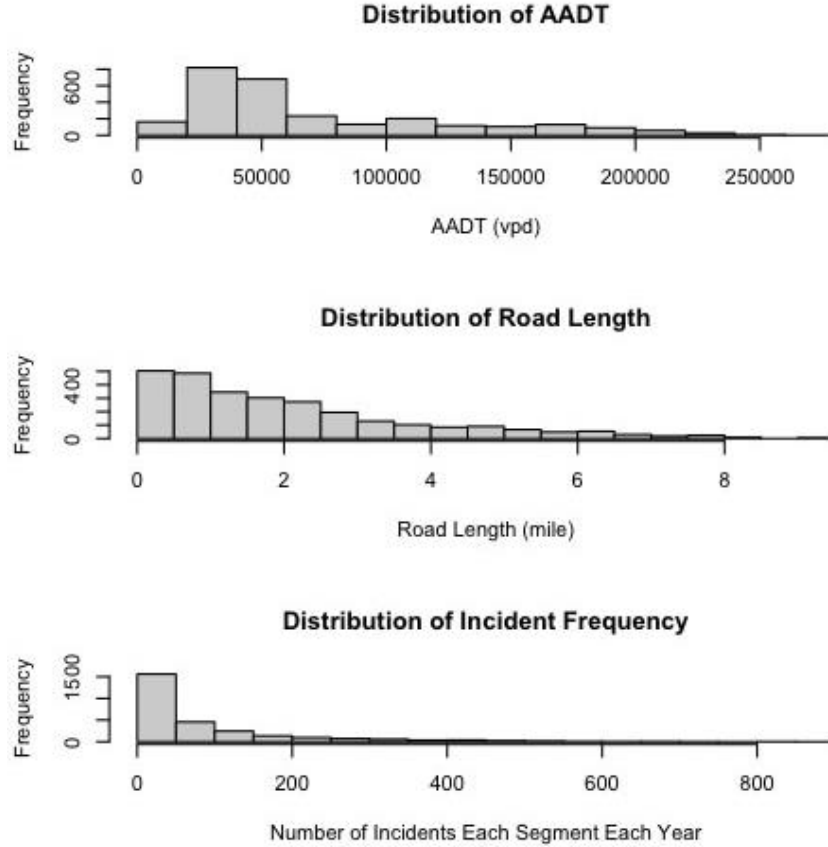 Distribution of AADT
Frequency
600
0
0 50000 100000 150000 200000 250000
AADT (vpd)
Distribution of Road Length
Frequency
400
0
0 2 4 6 8
Road Length (mile)
Distribution of Incident Frequency
Frequency
1500
0
0 200 400 600 800
Number of Incidents Each Segment Each Year